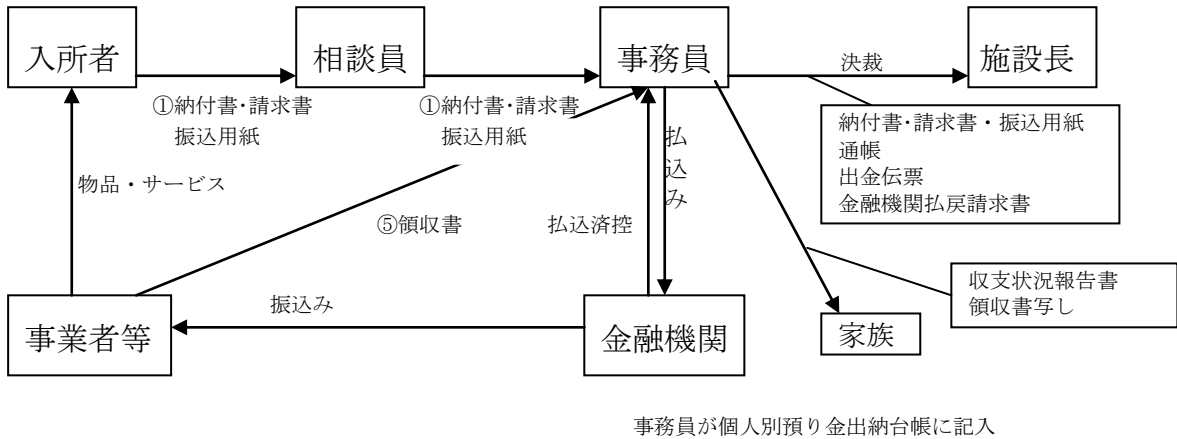 入所者
相談員
事務員
決裁
施設長
①納付書・請求書
振込用紙
①納付書・請求書
振込用紙
払込み
納付書・請求書・振込用紙
通帳
出金伝票
金融機関払戻請求書
物品・サービス
⑤領収書
払込済控
振込み
収支状況報告書
領収書写し
事業者等
金融機関
家族
事務員が個人別預り金出納台帳に記入